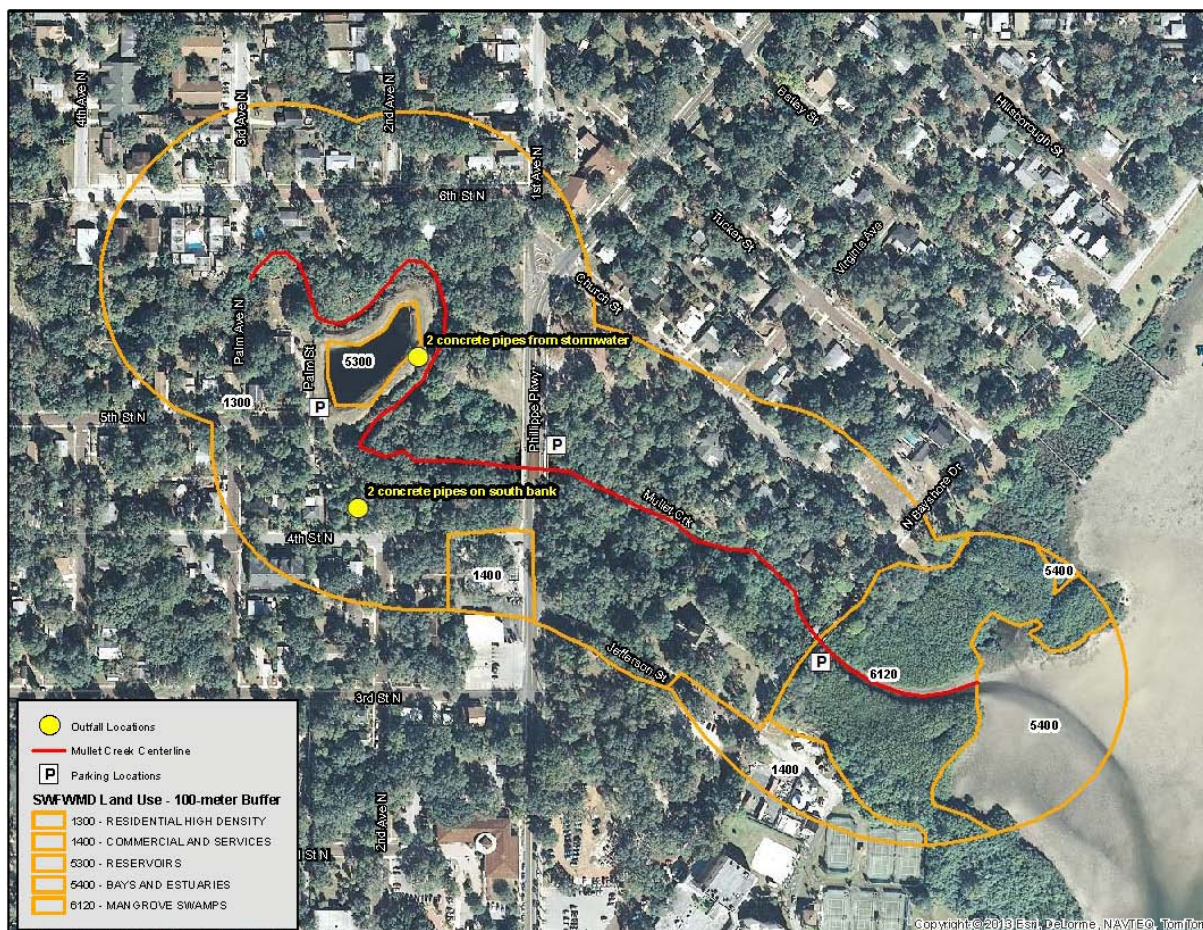 4th Ave N
3rd Ave N
2nd Ave N
1st Ave N
Bailey St
Hillsborough St
6th St N
Tucker St
Virginia Ave
Church St
Palm Ave N
Palm St
2 concrete pipes from stormwater
5300
1300
P
5th St N
Phillippe Pkwy
P
2 concrete pipes on south bank
Mullet Crk
N Bayshore Dr
4th St N
1400
5400
Jefferson St
P
6120
3rd St N
5400
1400
2nd Ave N
St N
Outfall Locations
Mullet Creek Centerline
P Parking Locations
SWFWMD Land Use - 100-meter Buffer
1300 - RESIDENTIAL HIGH DENSITY
1400 - COMMERCIAL AND SERVICES
5300 - RESERVOIRS
5400 - BAYS AND ESTUARIES
6120 - MANGROVE SWAMPS
Copyright © 2013 Esri, DeLorme, NAVTEQ, TomTom